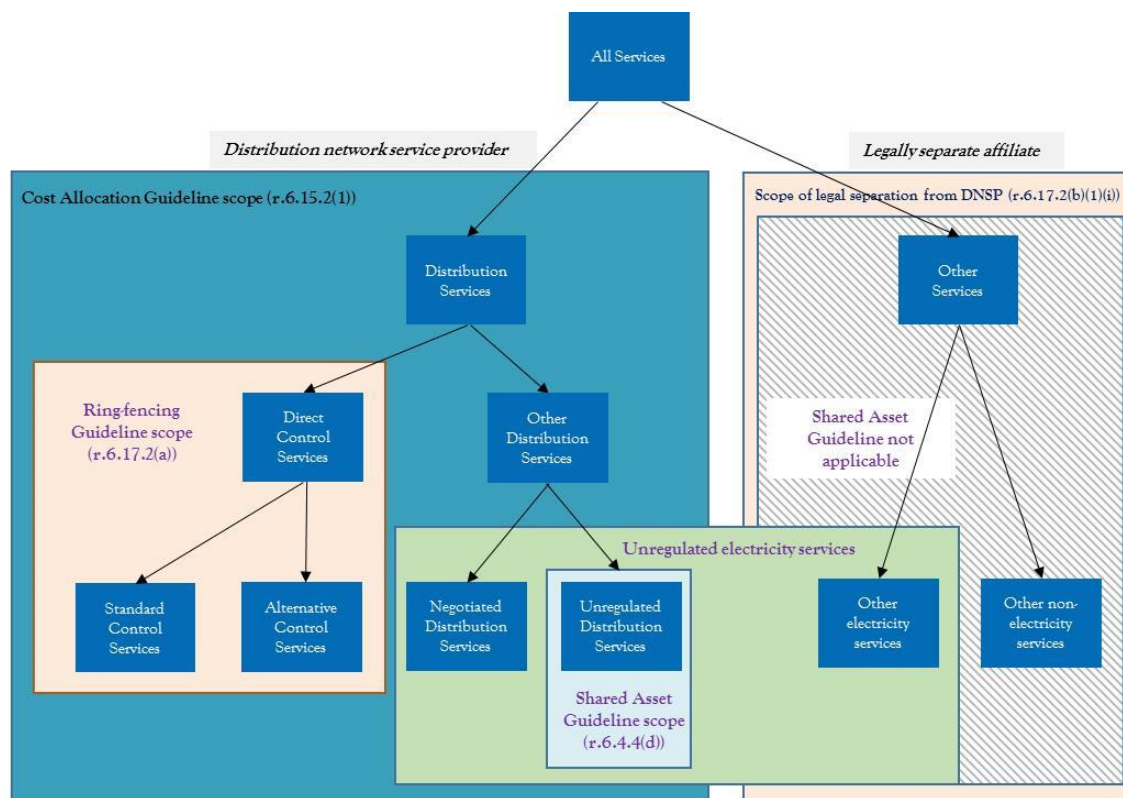 All Services
Distribution network service provider
Legally separate affiliate
Cost Allocation Guideline scope (r.6.15.2(1))
Scope of legal separation from DNSP (r.6.17.2(b)(1)(i))
Distribution
Services
Other
Services
Ring-fencing
Guideline scope
(r.6.17.2(a))
Direct
Control
Services
Other
Distribution
Services
Shared Asset
Guideline not
applicable
Unregulated electricity services
Standard
Control
Services
Alternative
Control
Services
Negotiated
Distribution
Services
Unregulated
Distribution
Services
Other
electricity
services
Other non-
electricity
services
Shared Asset
Guideline scope
(r.6.4.4(d))